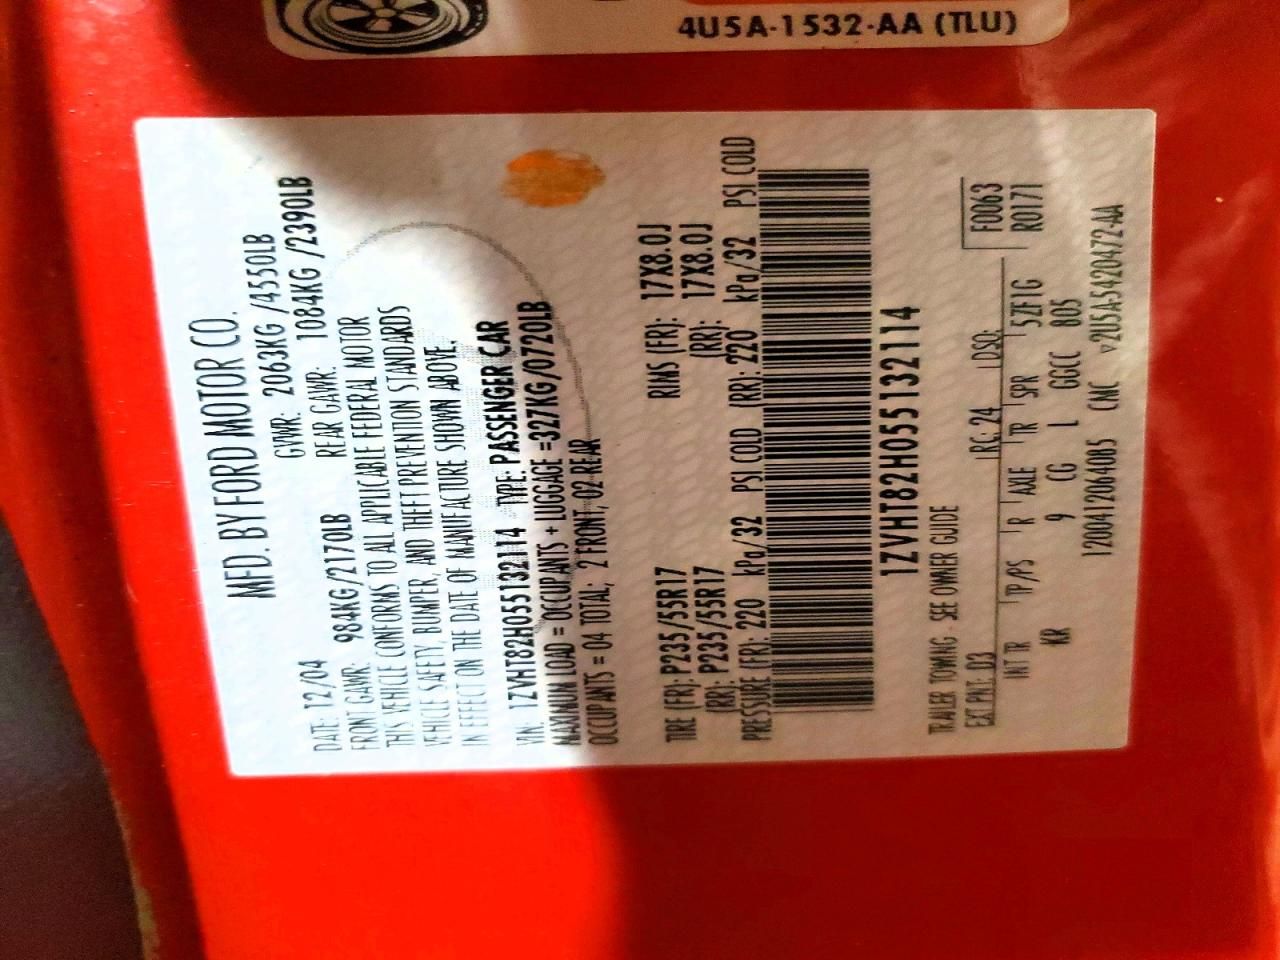 4U5A-1532-AA (TLU)
MFD. BY FORD MOTOR CO.
DATE: 12/04 GVWR: 2063KG /4550LB
FRONT GAWR: 984KG/2170LB REAR GAWR: 1084KG /2390LB
THIS VEHICLE CONFORMS TO ALL APPLICABLE FEDERAL MOTOR
VEHICLE SAFETY, BUMPER, AND THEFT PREVENTION STANDARDS
IN EFFECT ON THE DATE OF MANUFACTURE SHOWN ABOVE.
VIN: 1ZVHT82H055132114 TYPE: PASSENGER CAR
MAXIMUM LOAD = OCCUPANTS + LUGGAGE =327KG/0720LB
OCCUPANTS = 04 TOTAL; 2 FRONT, 02 REAR
TIRE (FR): P235/55R17 RIMS (FR): 17X8.0J
(RR): P235/55R17 (RR): 17X8.0J
PRESSURE (FR): 220 kPa/32 PSI COLD (RR): 220 kPa/32 PSI COLD
1ZVHT82H055132114
TRAILER TOWING SEE OWNER GUIDE
EXT PNT: D3 RC: 24 DSO: F0063
INT TR TP/PS R AXLE TR SPR 5ZF1G R0171
KR 9 CG L GGCC 805
1200412064085 CNC v2U5A-5420472-AA